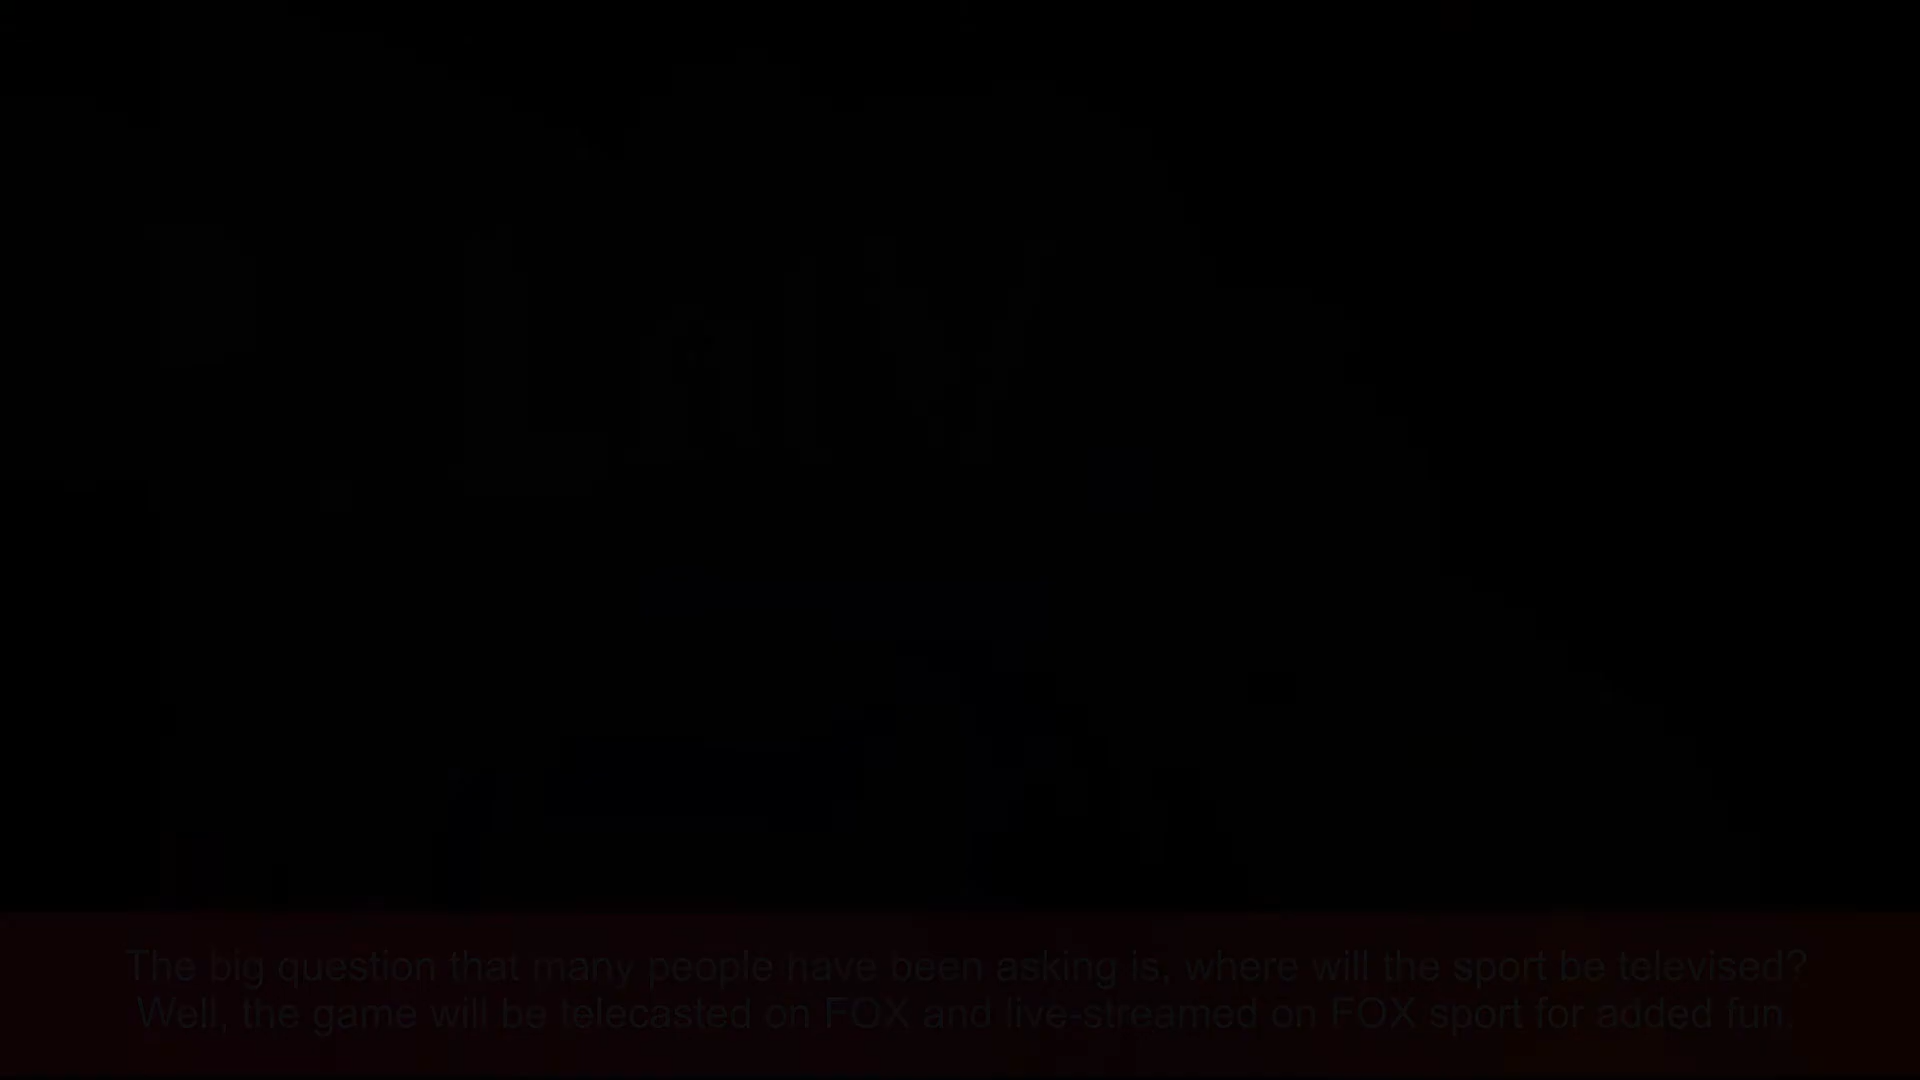 The big question that many people have been asking is, where will the sport be televised?
Well, the game will be telecasted on FOX and live-streamed on FOX sport for added fun.